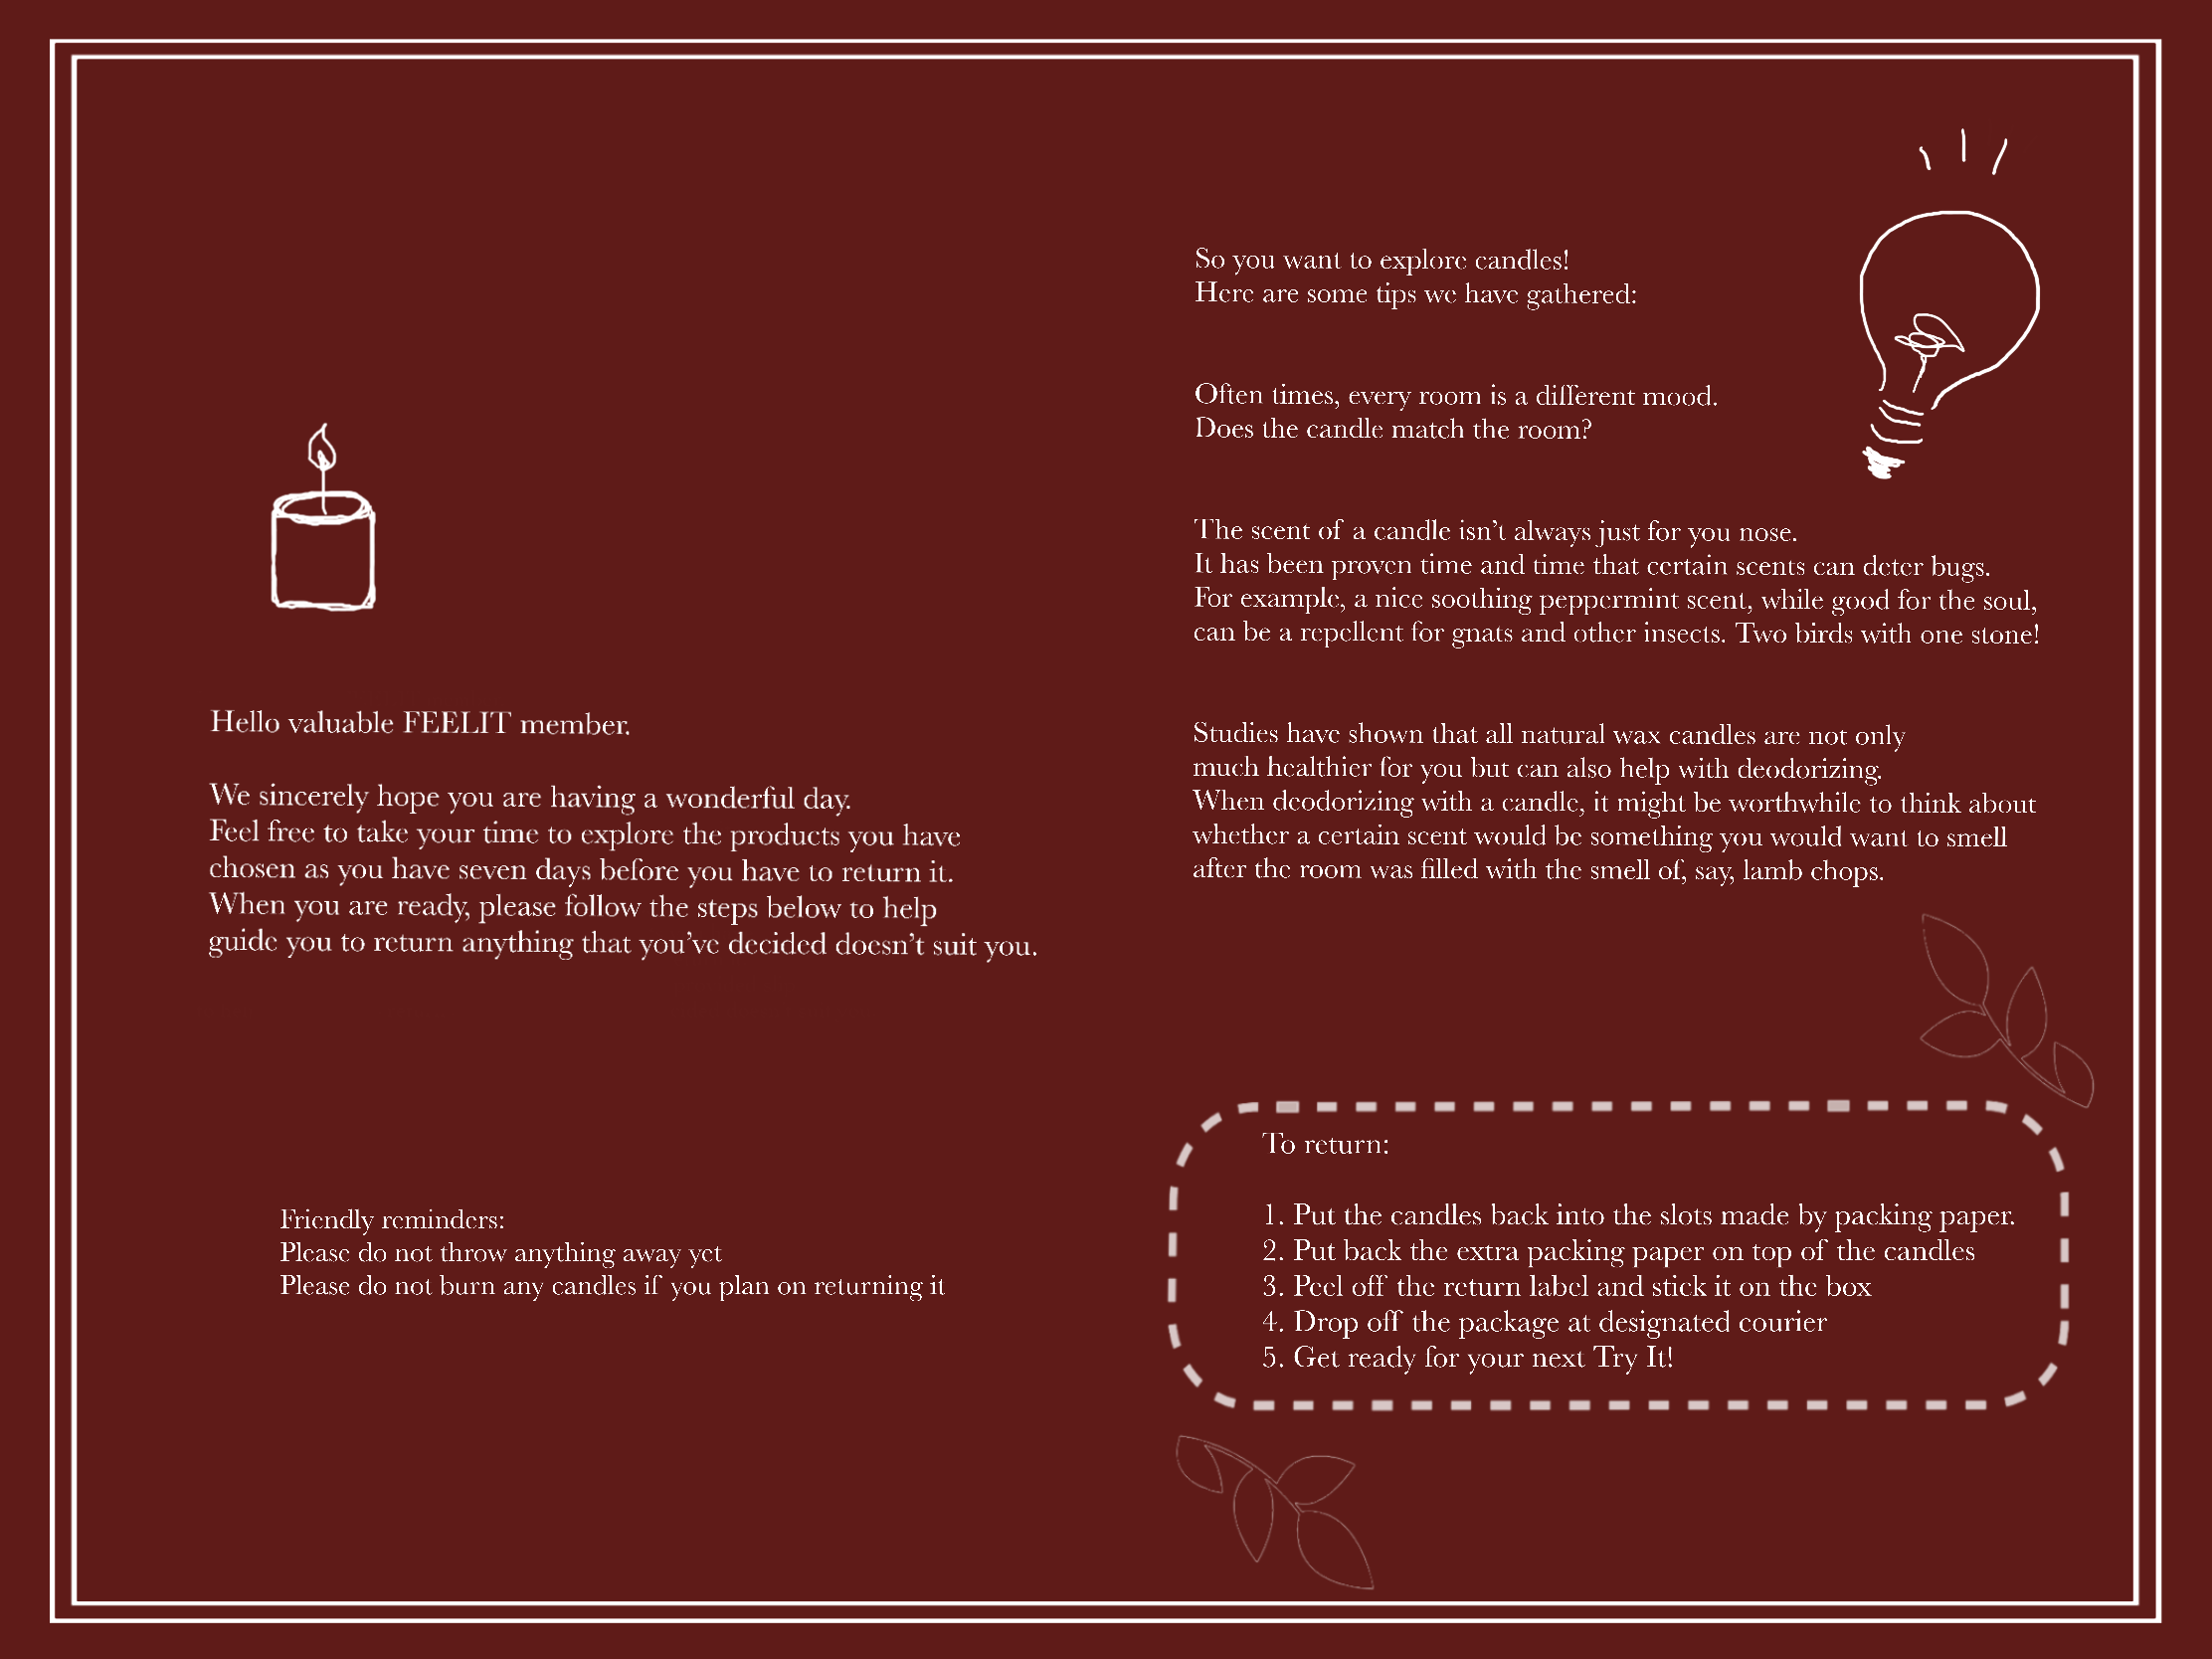 Hello valuable FEELIT member.
We sincerely hope you are having a wonderful day.
Feel free to take your time to explore the products you have
chosen as you have seven days before you have to return it.
When you are ready, please follow the steps below to help
guide you to return anything that you've decided doesn't suit you.
Friendly reminders:
Please do not throw anything away yet
Please do not burn any candles if you plan on returning it
So you want to explore candles!
Here are some tips we have gathered:
Often times, every room is a different mood.
Does the candle match the room?
The scent of a candle isn't always just for you nose.
It has been proven time and time that certain scents can deter bugs.
For example, a nice soothing peppermint scent, while good for the soul,
can be a repellent for gnats and other insects. Two birds with one stone!
Studies have shown that all natural wax candles are not only
much healthier for you but can also help with deodorizing.
When deodorizing with a candle, it might be worthwhile to think about
whether a certain scent would be something you would want to smell
after the room was filled with the smell of, say, lamb chops.
To return:
1. Put the candles back into the slots made by packing paper.
2. Put back the extra packing paper on top of the candles
3. Peel off the return label and stick it on the box
4. Drop off the package at designated courier
5. Get ready for your next Try It!